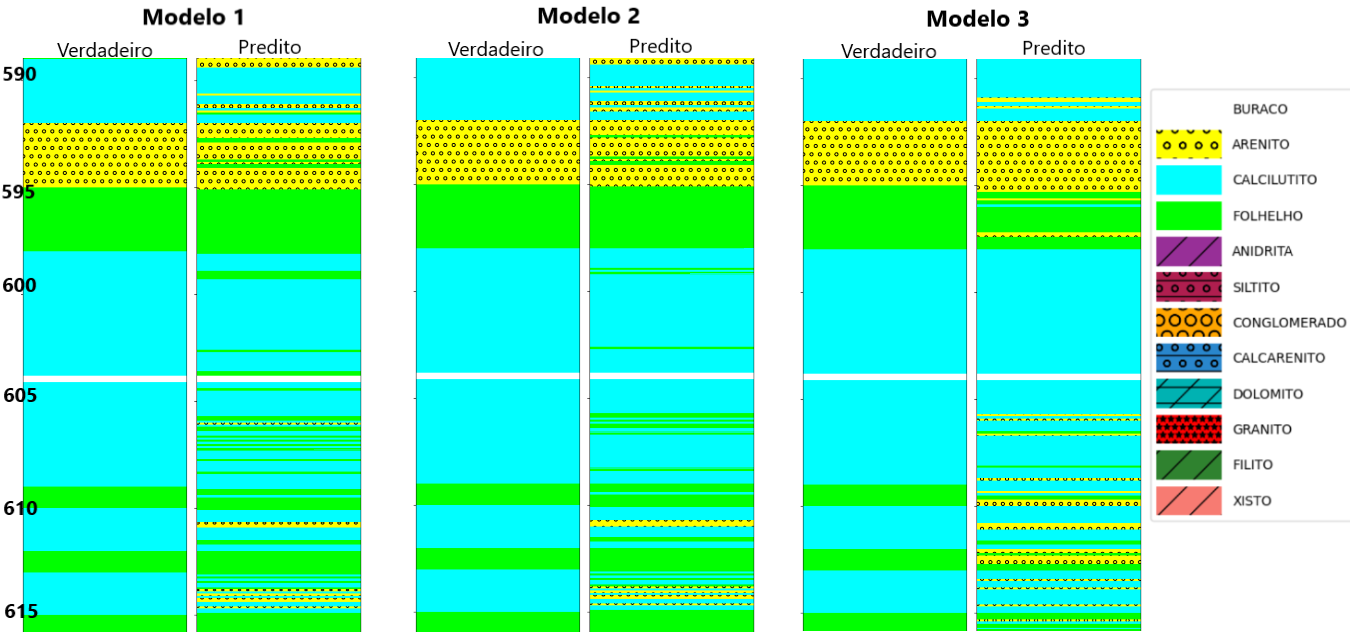 Modelo 1
Modelo 2
Modelo 3
Verdadeiro
Predito
Verdadeiro
Predito
Verdadeiro
Predito
590
595
600
605
610
615
BURACO
ARENITO
CALCILUTITO
FOLHELHO
ANIDRITA
SILTITO
CONGLOMERADO
CALCARENITO
DOLOMITO
GRANITO
FILITO
XISTO